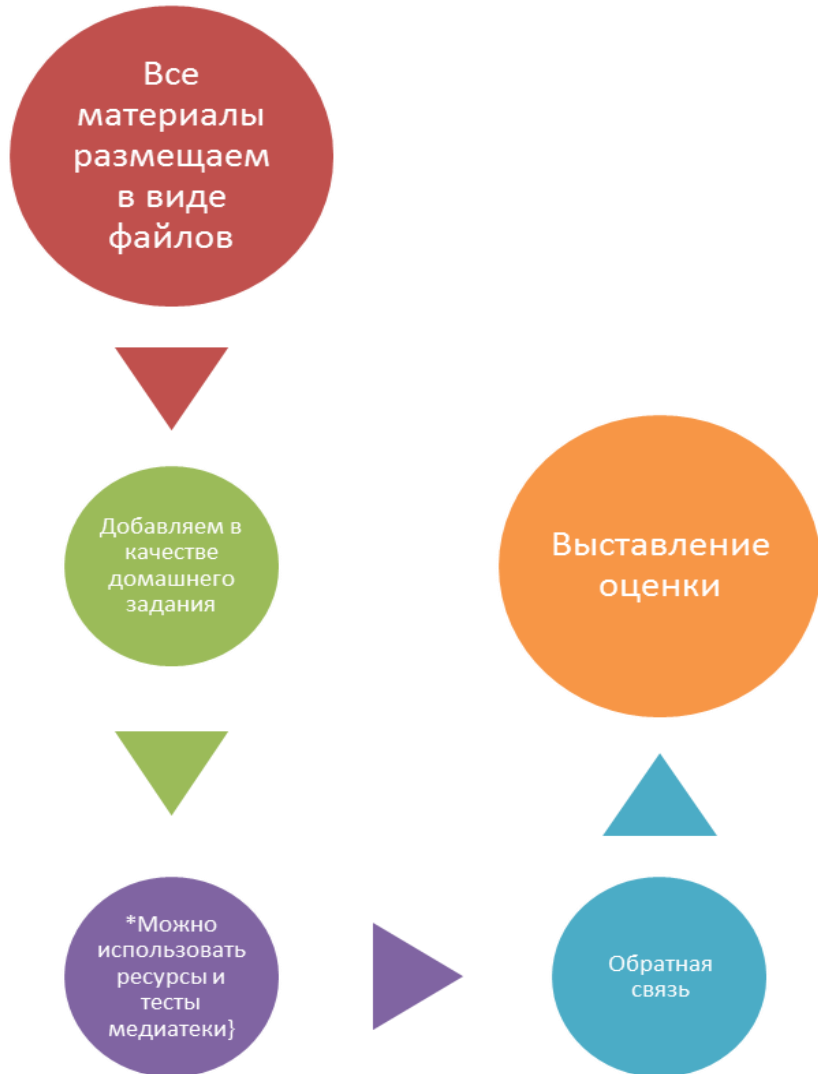 Все
материалы
размещаем
в виде
файлов
Добавляем в
качестве
домашнего
задания
*Можно
использовать
ресурсы и
тесты
медиатеки}
Обратная
связь
Выставление
оценки